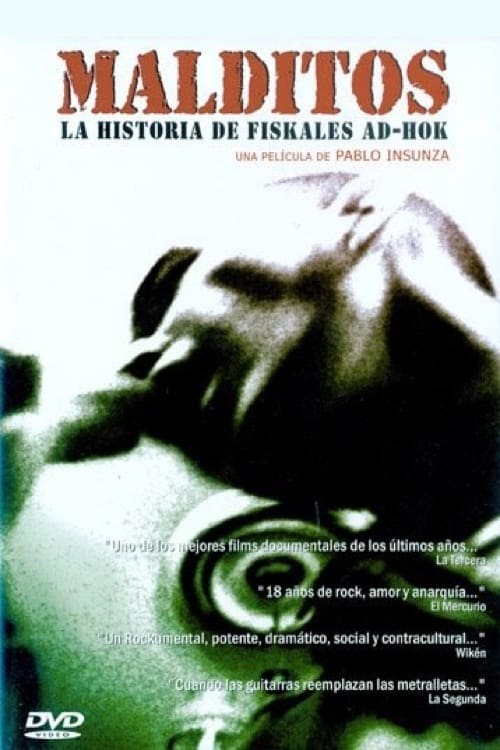 MALDITOS
LA HISTORIA DE FISKALES AD-HOK
UNA PELÍCULA DE PABLO INSUNZA
"Uno de los mejores films documentales de los últimos años..."
La Tercera
"18 años de rock, amor y anarquía..."
El Mercurio
"Un Rockumental, potente, dramático, social y contracultural..."
Wikén
"Cuando las guitarras reemplazan las metralletas..."
La Segunda
DVD
VIDEO